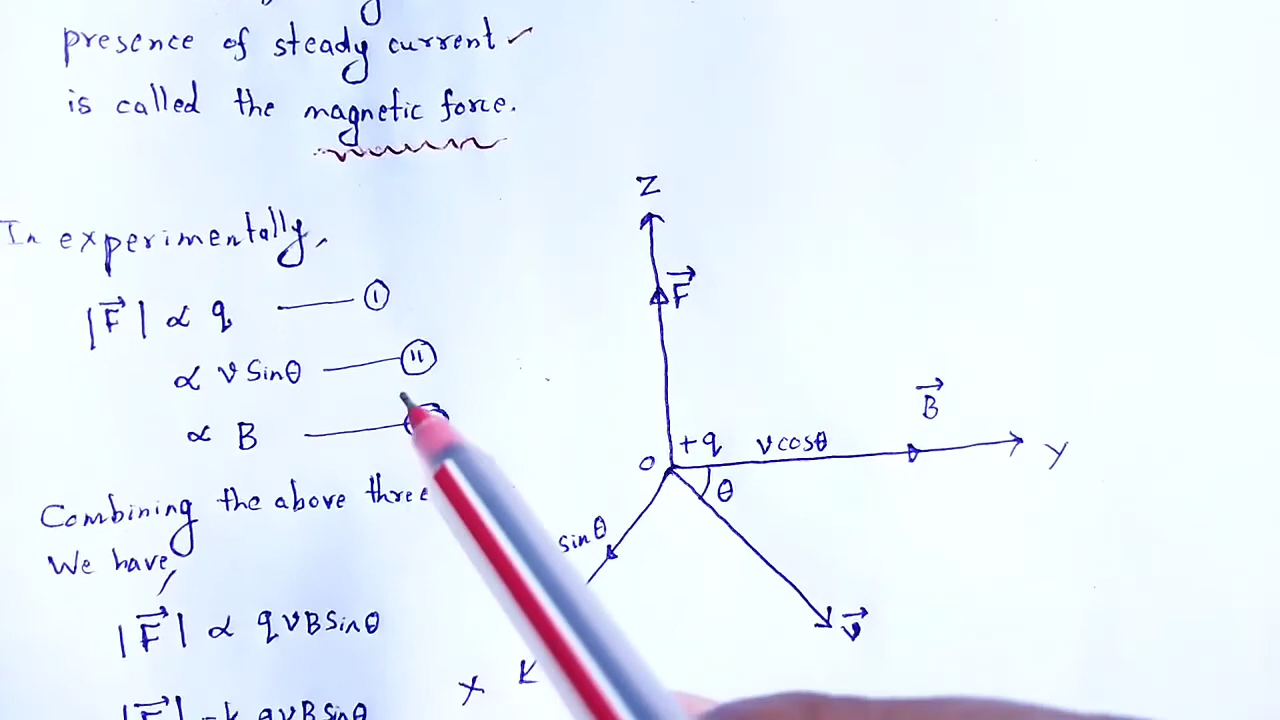 presence of steady current
is called the magnetic force.
In experimentally,
|F⃗| ∝ q —— (I)
∝ v Sinθ —— (II)
∝ B ——
Combining the above three
We have,
|F⃗| ∝ qvBSinθ
|F⃗| = k qvBSinθ
Z
F⃗
B⃗
+q vcosθ
Y
O
θ
sinθ
v⃗
X